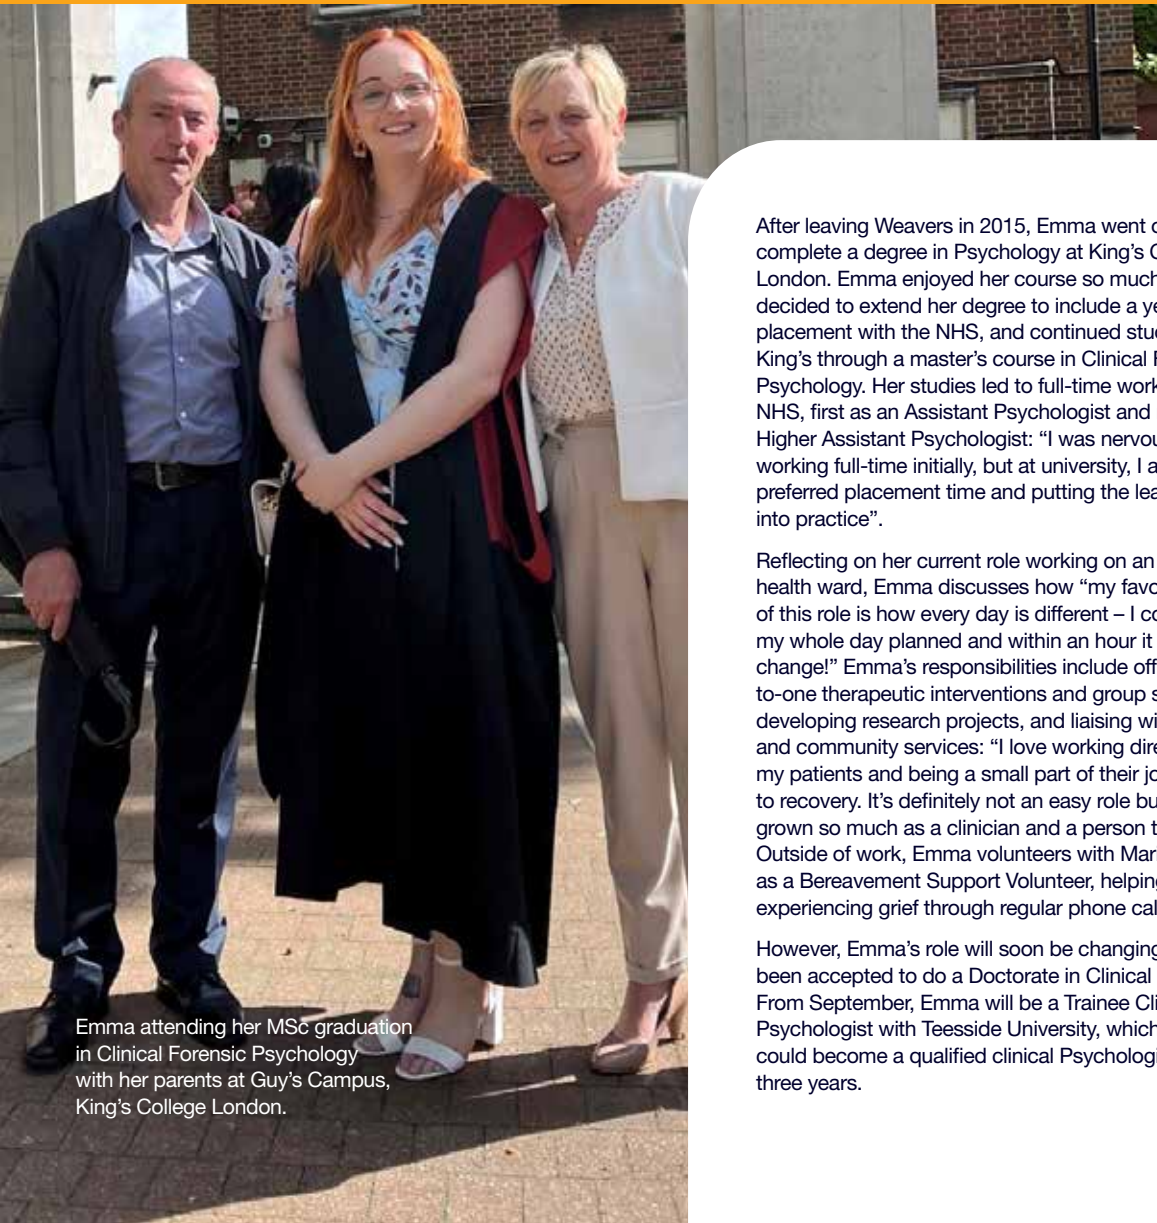 After leaving Weavers in 2015, Emma went
complete a degree in Psychology at King's
London. Emma enjoyed her course so much
decided to extend her degree to include a
placement with the NHS, and continued
King's through a master's course in Clinical
Psychology. Her studies led to full-time
NHS, first as an Assistant Psychologist and
Higher Assistant Psychologist: “I was
working full-time initially, but at university, I
preferred placement time and putting the
into practice”.
Reflecting on her current role working on an
health ward, Emma discusses how “my
of this role is how every day is different – I
my whole day planned and within an hour it
change!” Emma's responsibilities include
to-one therapeutic interventions and group
developing research projects, and liaising
and community services: “I love working
my patients and being a small part of their
to recovery. It's definitely not an easy role
grown so much as a clinician and a person
Outside of work, Emma volunteers with
as a Bereavement Support Volunteer,
experiencing grief through regular phone
However, Emma's role will soon be
been accepted to do a Doctorate in Clinical
From September, Emma will be a Trainee
Psychologist with Teesside University,
could become a qualified clinical
three years.
Emma attending her MSc graduation
in Clinical Forensic Psychology
with her parents at Guy's Campus,
King's College London.